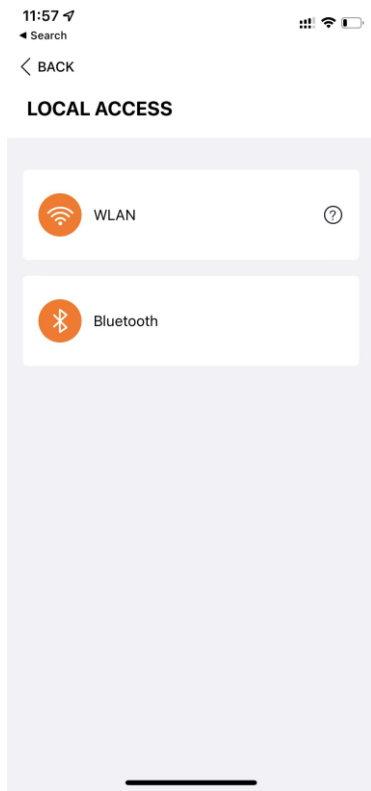 11:57
◀ Search
BACK
LOCAL ACCESS
WLAN
?
Bluetooth